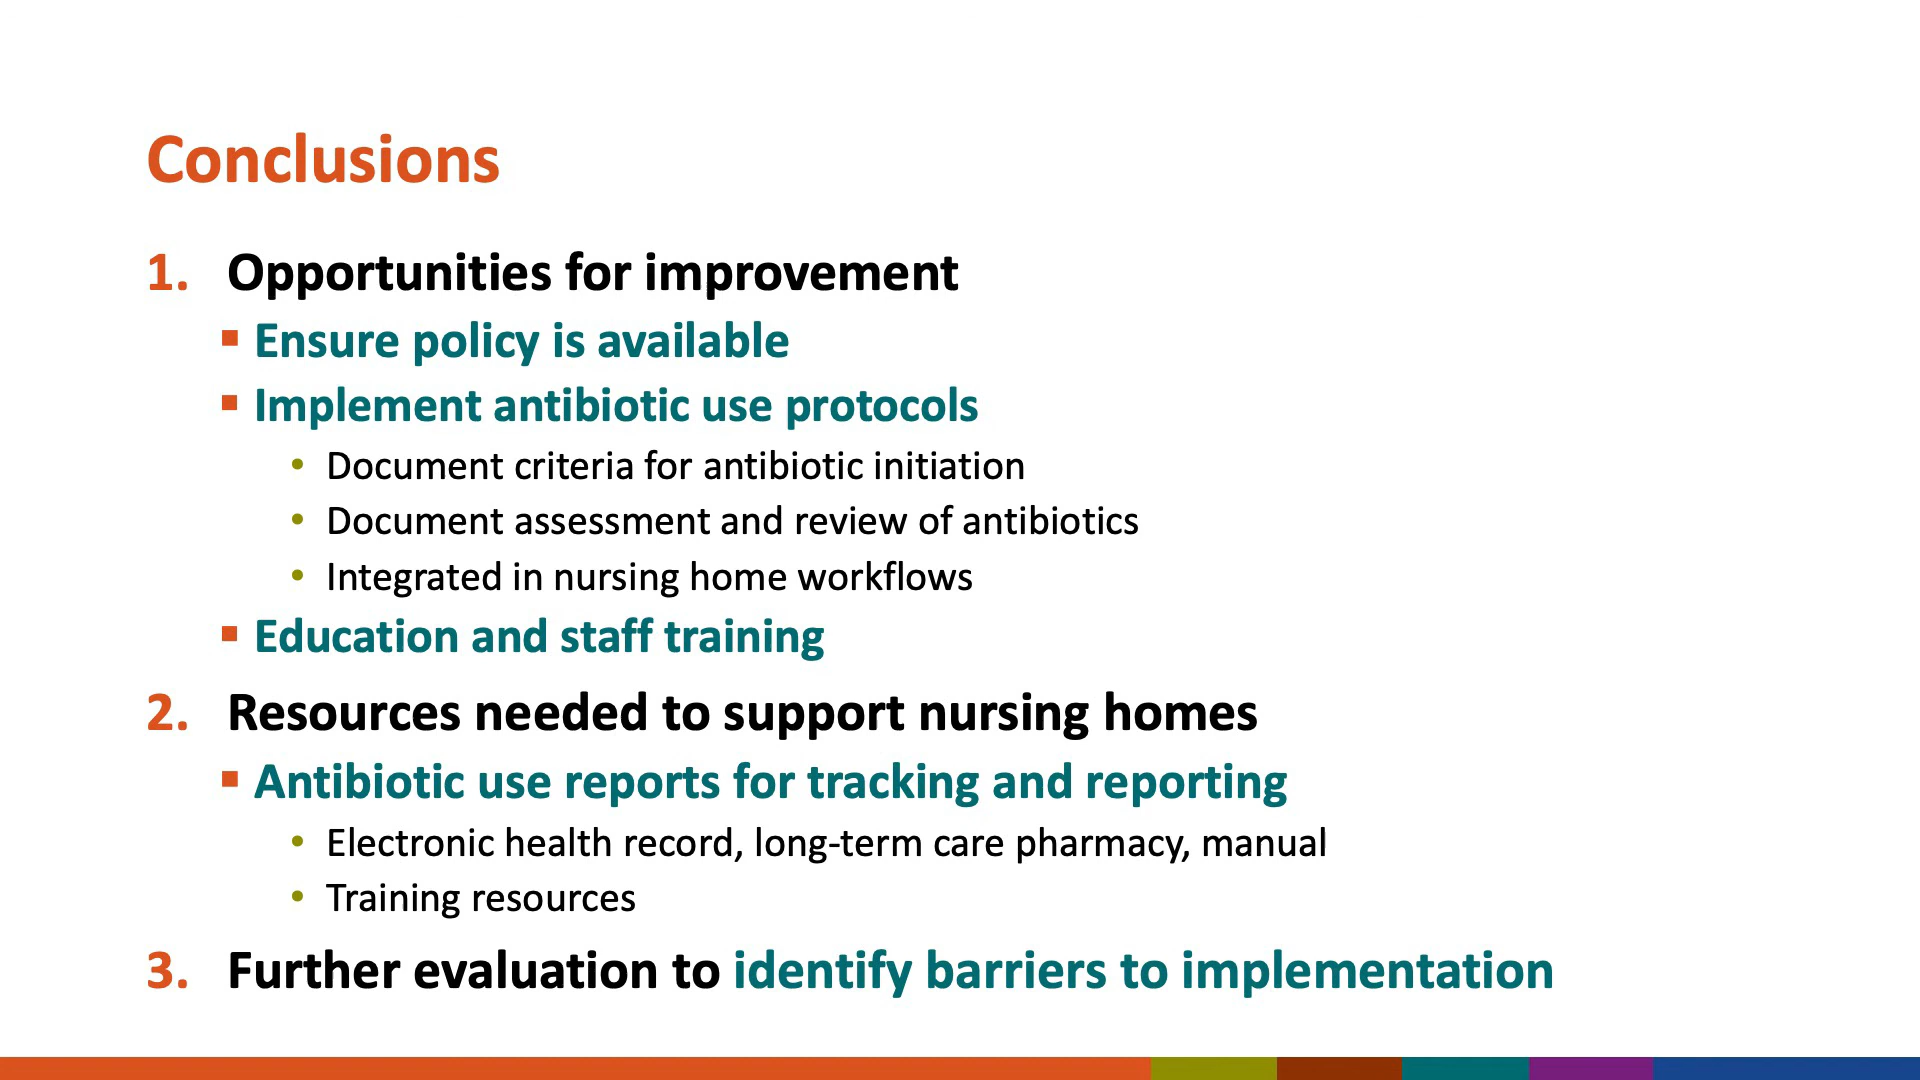 Conclusions
1. Opportunities for improvement
▪ Ensure policy is available
▪ Implement antibiotic use protocols
• Document criteria for antibiotic initiation
• Document assessment and review of antibiotics
• Integrated in nursing home workflows
▪ Education and staff training
2. Resources needed to support nursing homes
▪ Antibiotic use reports for tracking and reporting
• Electronic health record, long-term care pharmacy, manual
• Training resources
3. Further evaluation to identify barriers to implementation